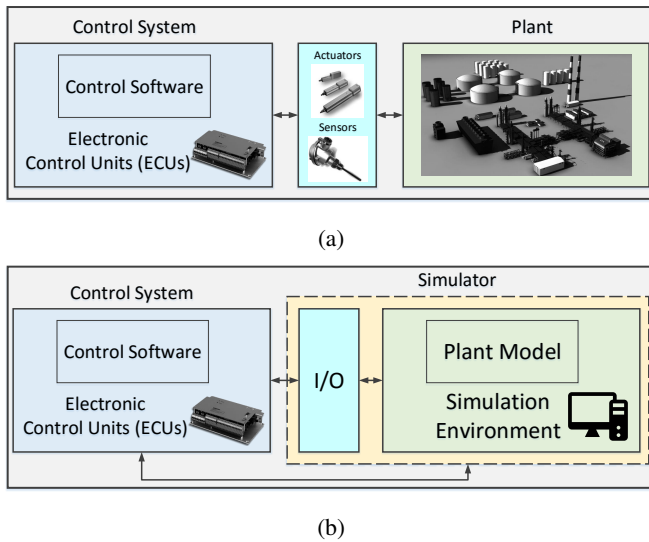 Control System
Plant
Control Software
Electronic
Control Units (ECUs)
Actuators
Sensors
(a)
Simulator
Control System
Control Software
Electronic
Control Units (ECUs)
I/O
Plant Model
Simulation
Environment
(b)